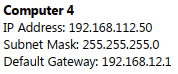 Computer 4
IP Address: 192.168.112.50
Subnet Mask: 255.255.255.0
Default Gateway: 192.168.12.1